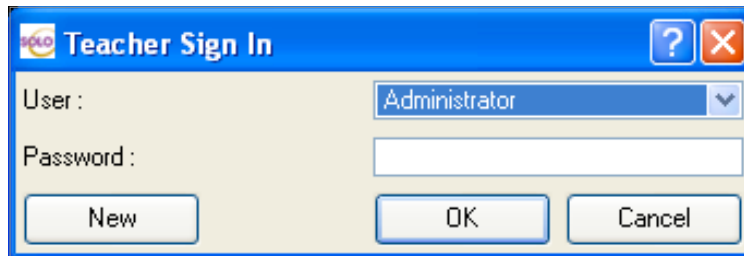 SOLO Teacher Sign In
User : Administrator
Password :
New OK Cancel